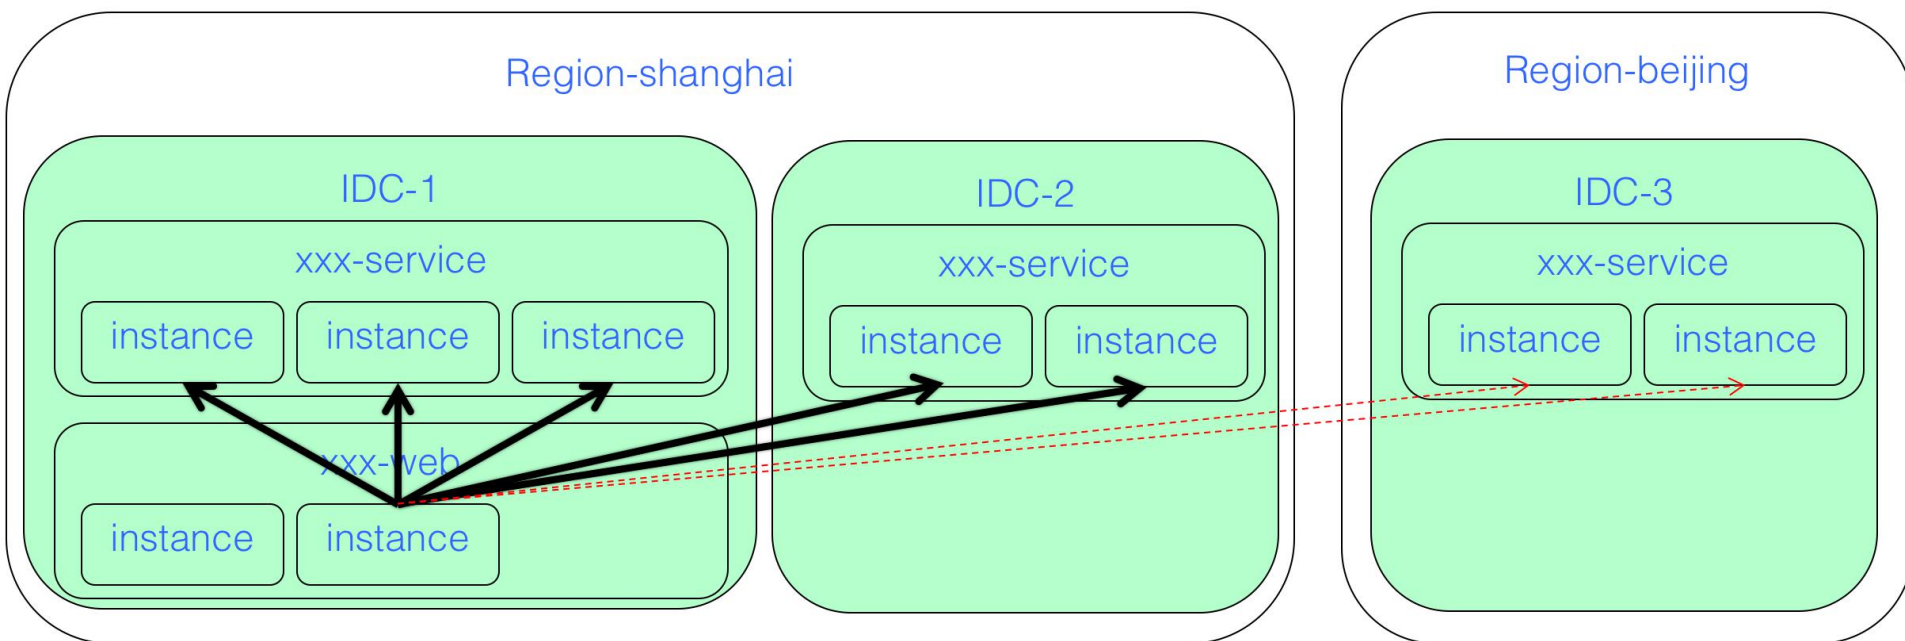 Region-shanghai
IDC-1
xxx-service
instance instance instance
xxx-web
instance instance
IDC-2
xxx-service
instance instance
Region-beijing
IDC-3
xxx-service
instance instance